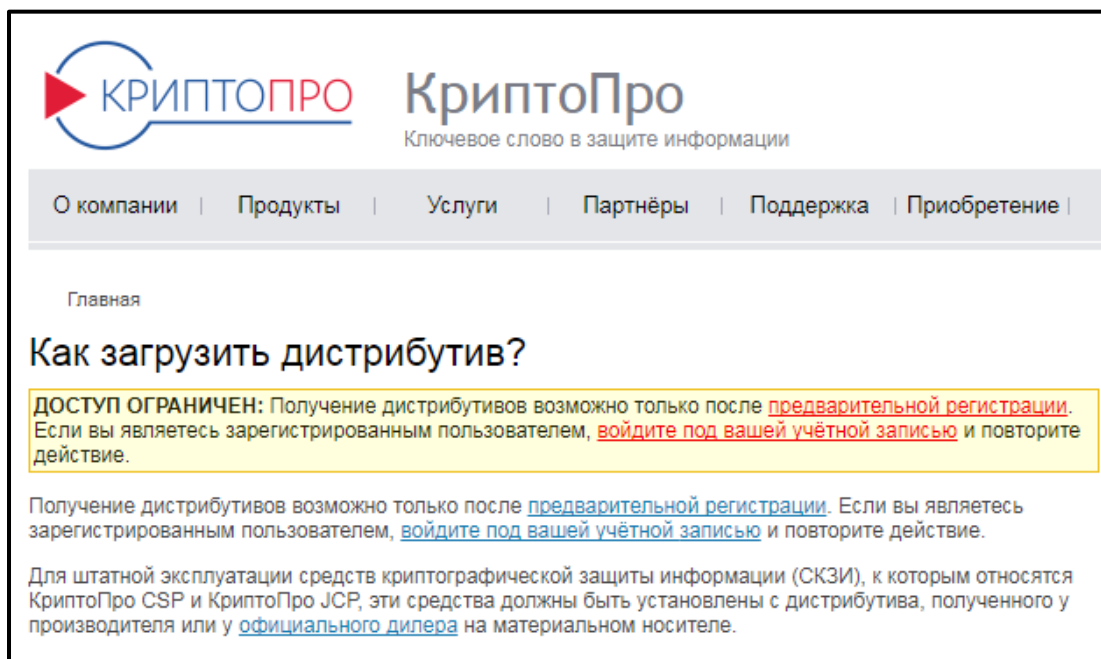 КРИПТОПРО
КриптоПро
Ключевое слово в защите информации
О компании | Продукты | Услуги | Партнёры | Поддержка | Приобретение |
Главная
Как загрузить дистрибутив?
ДОСТУП ОГРАНИЧЕН: Получение дистрибутивов возможно только после предварительной регистрации.
Если вы являетесь зарегистрированным пользователем, войдите под вашей учётной записью и повторите
действие.
Получение дистрибутивов возможно только после предварительной регистрации. Если вы являетесь
зарегистрированным пользователем, войдите под вашей учётной записью и повторите действие.
Для штатной эксплуатации средств криптографической защиты информации (СКЗИ), к которым относятся
КриптоПро CSP и КриптоПро JCP, эти средства должны быть установлены с дистрибутива, полученного у
производителя или у официального дилера на материальном носителе.